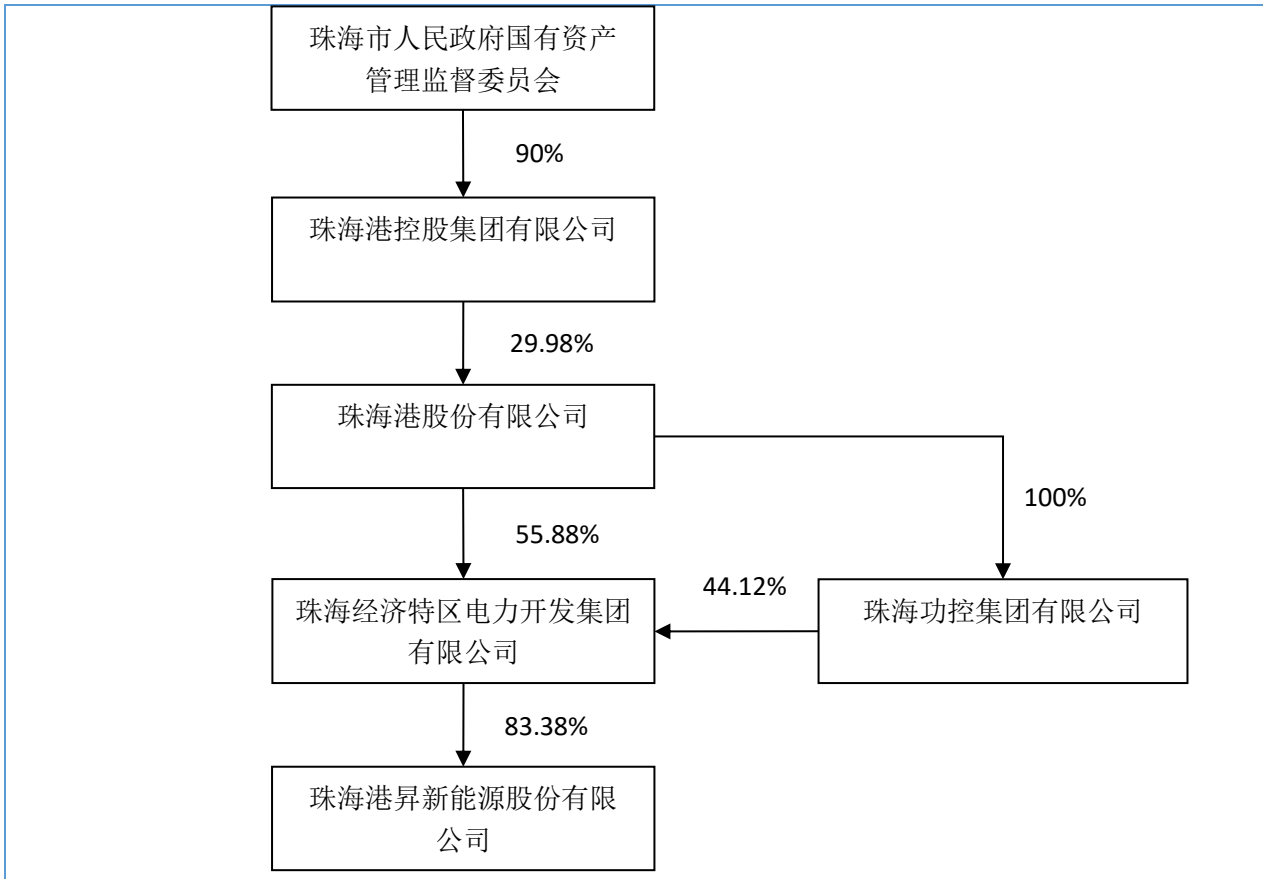 珠海市人民政府国有资产
管理监督委员会
90%
珠海港控股集团有限公司
29.98%
珠海港股份有限公司
100%
55.88%
44.12%
珠海经济特区电力开发集团
有限公司
珠海功控集团有限公司
83.38%
珠海港昇新能源股份有限
公司